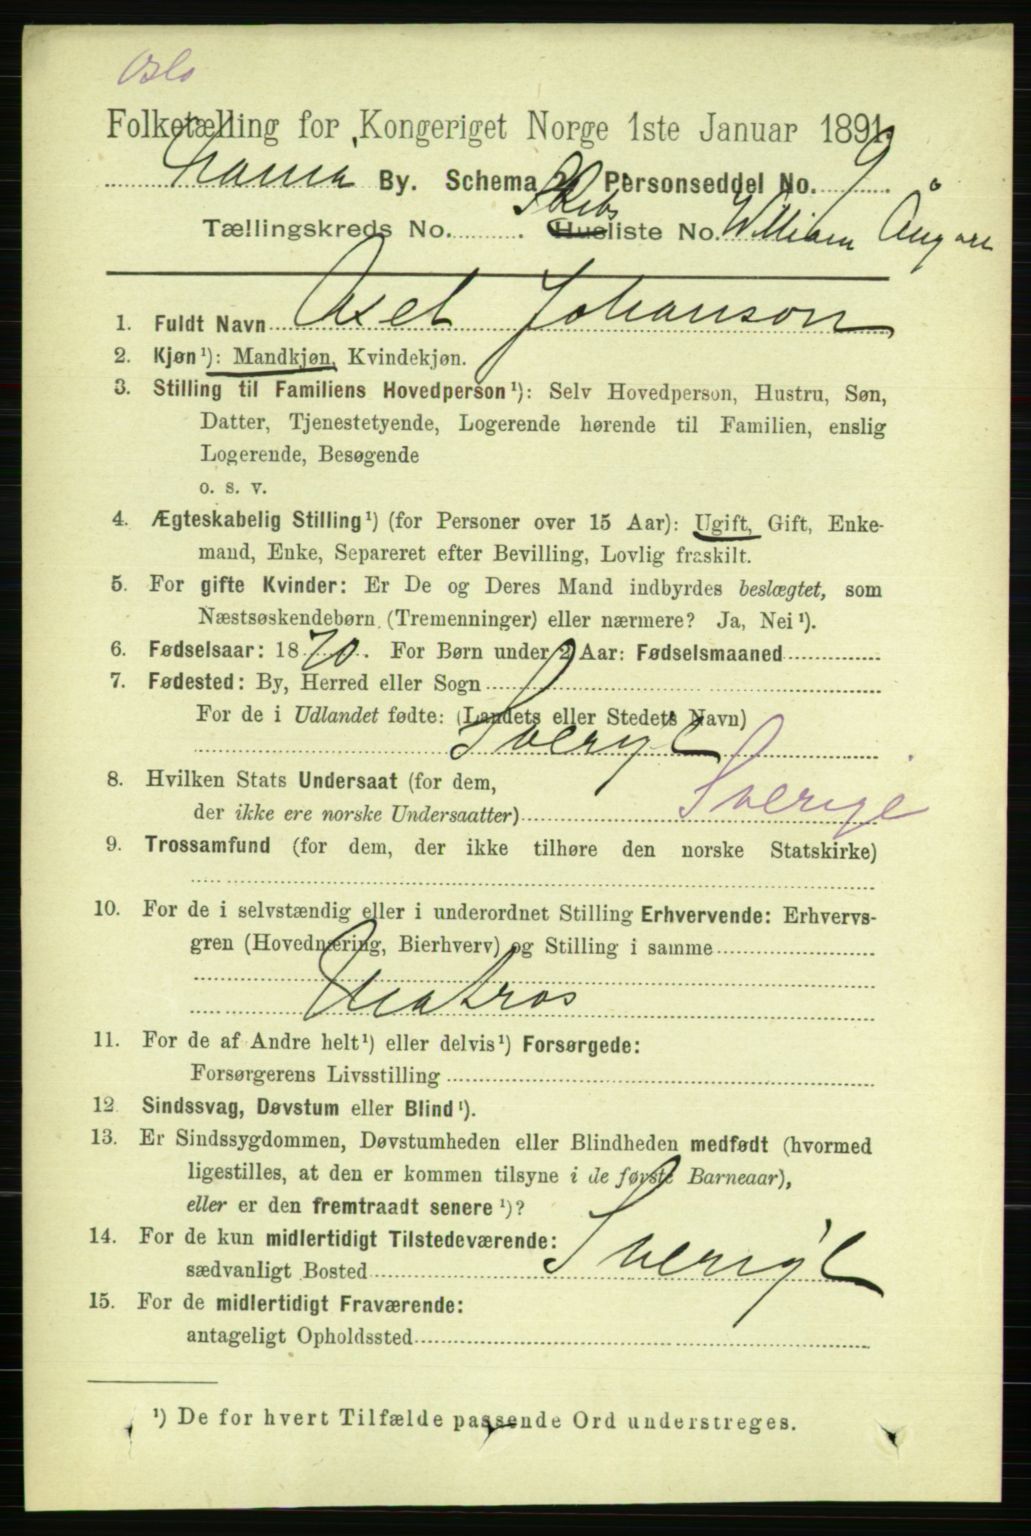 Oslo
Folketælling for Kongeriget Norge 1ste Januar 1891.
By. Schema 2. Personseddel No. 9.
Tællingskreds No. . Skibs Husliste No. William
1. Fuldt Navn Axel Johanson
2. Kjøn¹): Mandkjøn, Kvindekjøn.
3. Stilling til Familiens Hovedperson¹): Selv Hovedperson, Hustru, Søn,
Datter, Tjenestetyende, Logerende hørende til Familien, enslig
Logerende, Besøgende
o. s. v.
4. Ægteskabelig Stilling¹) (for Personer over 15 Aar): Ugift, Gift, Enke-
mand, Enke, Separeret efter Bevilling, Lovlig fraskilt.
5. For gifte Kvinder: Er De og Deres Mand indbyrdes beslægtet, som
Næstsøskendebørn (Tremenninger) eller nærmere? Ja, Nei¹).
6. Fødselsaar: 1870. For Børn under 2 Aar: Fødselsmaaned
7. Fødested: By, Herred eller Sogn
For de i Udlandet fødte: (Landets eller Stedets Navn)
Sverige
8. Hvilken Stats Undersaat (for dem,
der ikke ere norske Undersaatter) Sverige
9. Trossamfund (for dem, der ikke tilhøre den norske Statskirke)
10. For de i selvstændig eller i underordnet Stilling Erhvervende: Erhvervs-
gren (Hovednæring, Bierhverv) og Stilling i samme
Matros
11. For de af Andre helt¹) eller delvis¹) Forsørgede:
Forsørgerens Livsstilling
12 Sindssvag, Døvstum eller Blind¹).
13. Er Sindssygdommen, Døvstumheden eller Blindheden medfødt (hvormed
ligestilles, at den er kommen tilsyne i de første Barneaar),
eller er den fremtraadt senere¹)?
14. For de kun midlertidigt Tilstedeværende:
sædvanligt Bosted Sverige
15. For de midlertidigt Fraværende:
antageligt Opholdssted
¹) De for hvert Tilfælde passende Ord understreges.